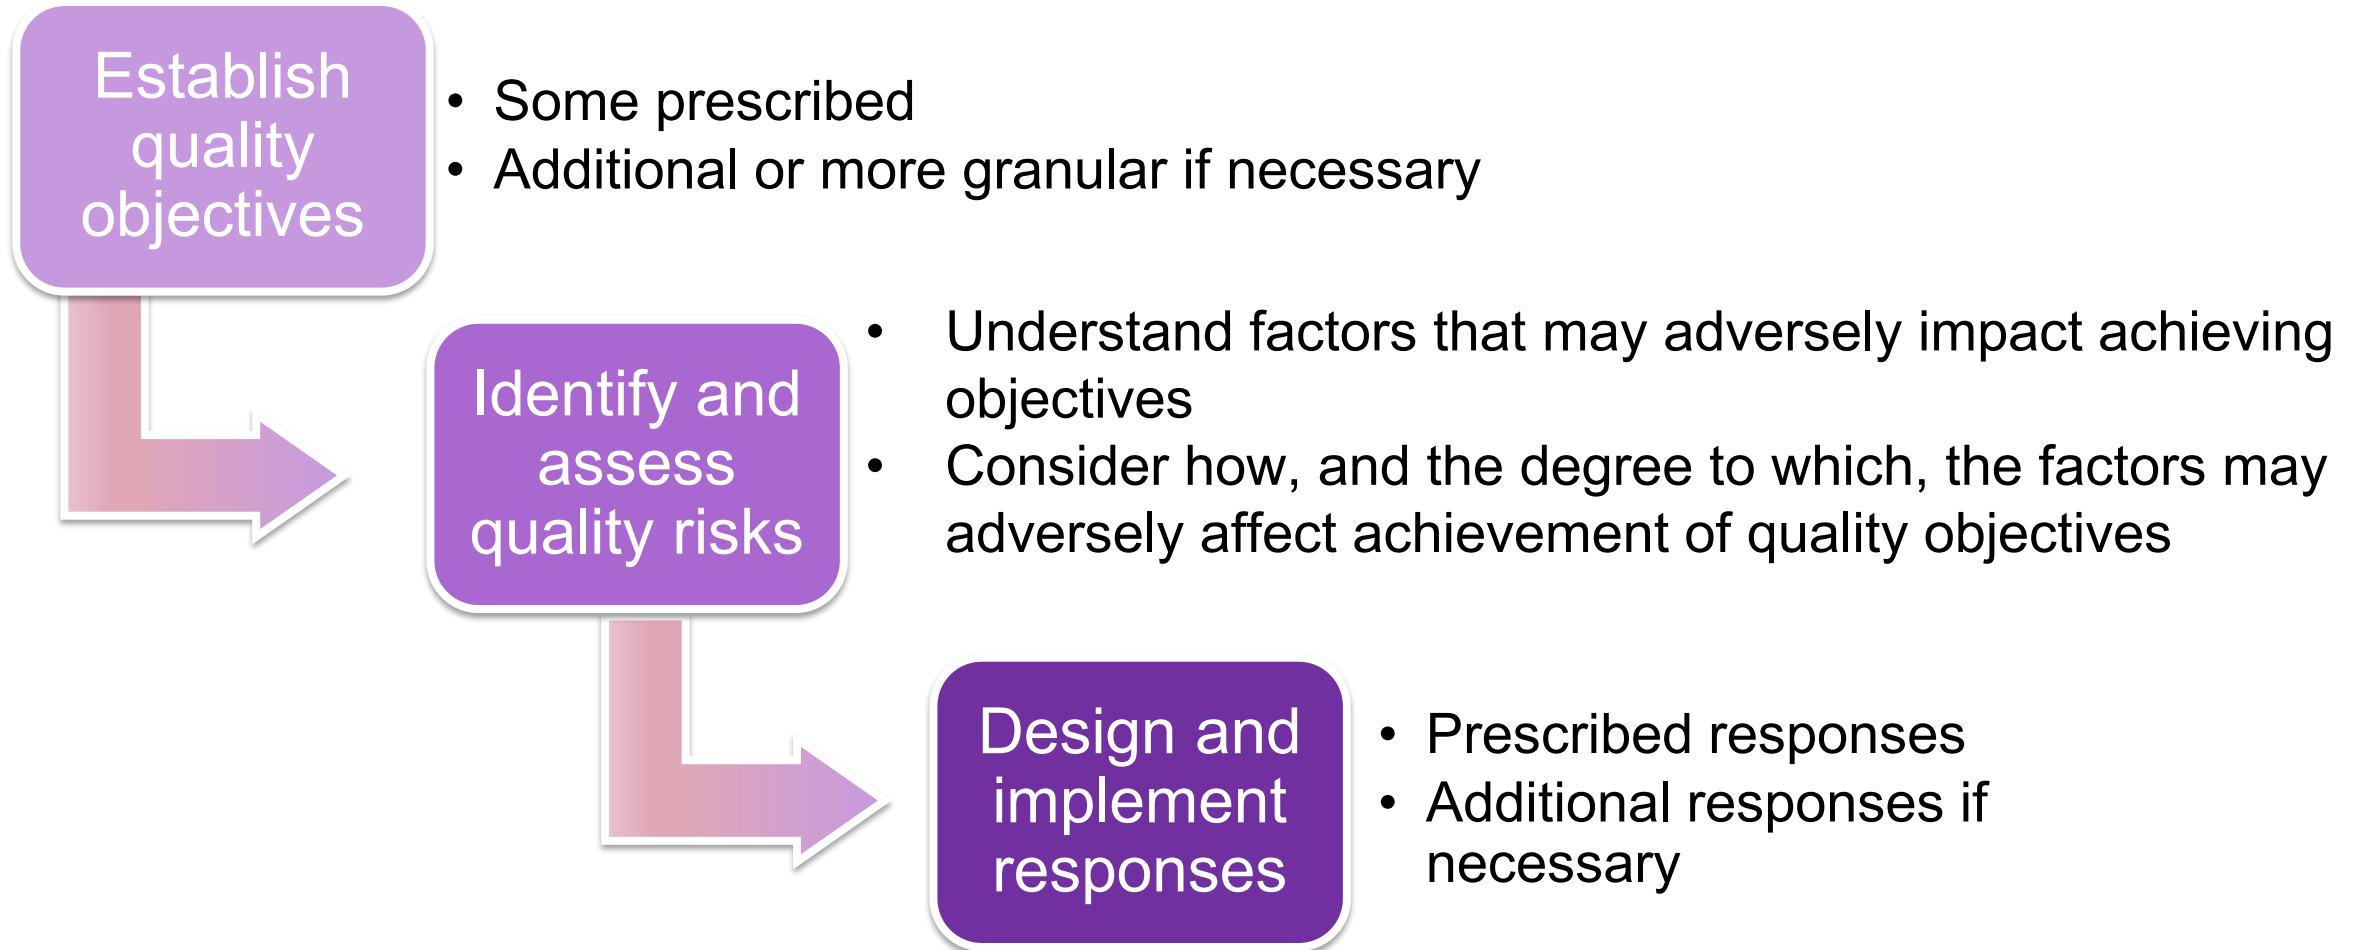 Establish
quality
objectives
• Some prescribed
• Additional or more granular if necessary
Identify and
assess
quality risks
• Understand factors that may adversely impact achieving
objectives
• Consider how, and the degree to which, the factors may
adversely affect achievement of quality objectives
Design and
implement
responses
• Prescribed responses
• Additional responses if
necessary